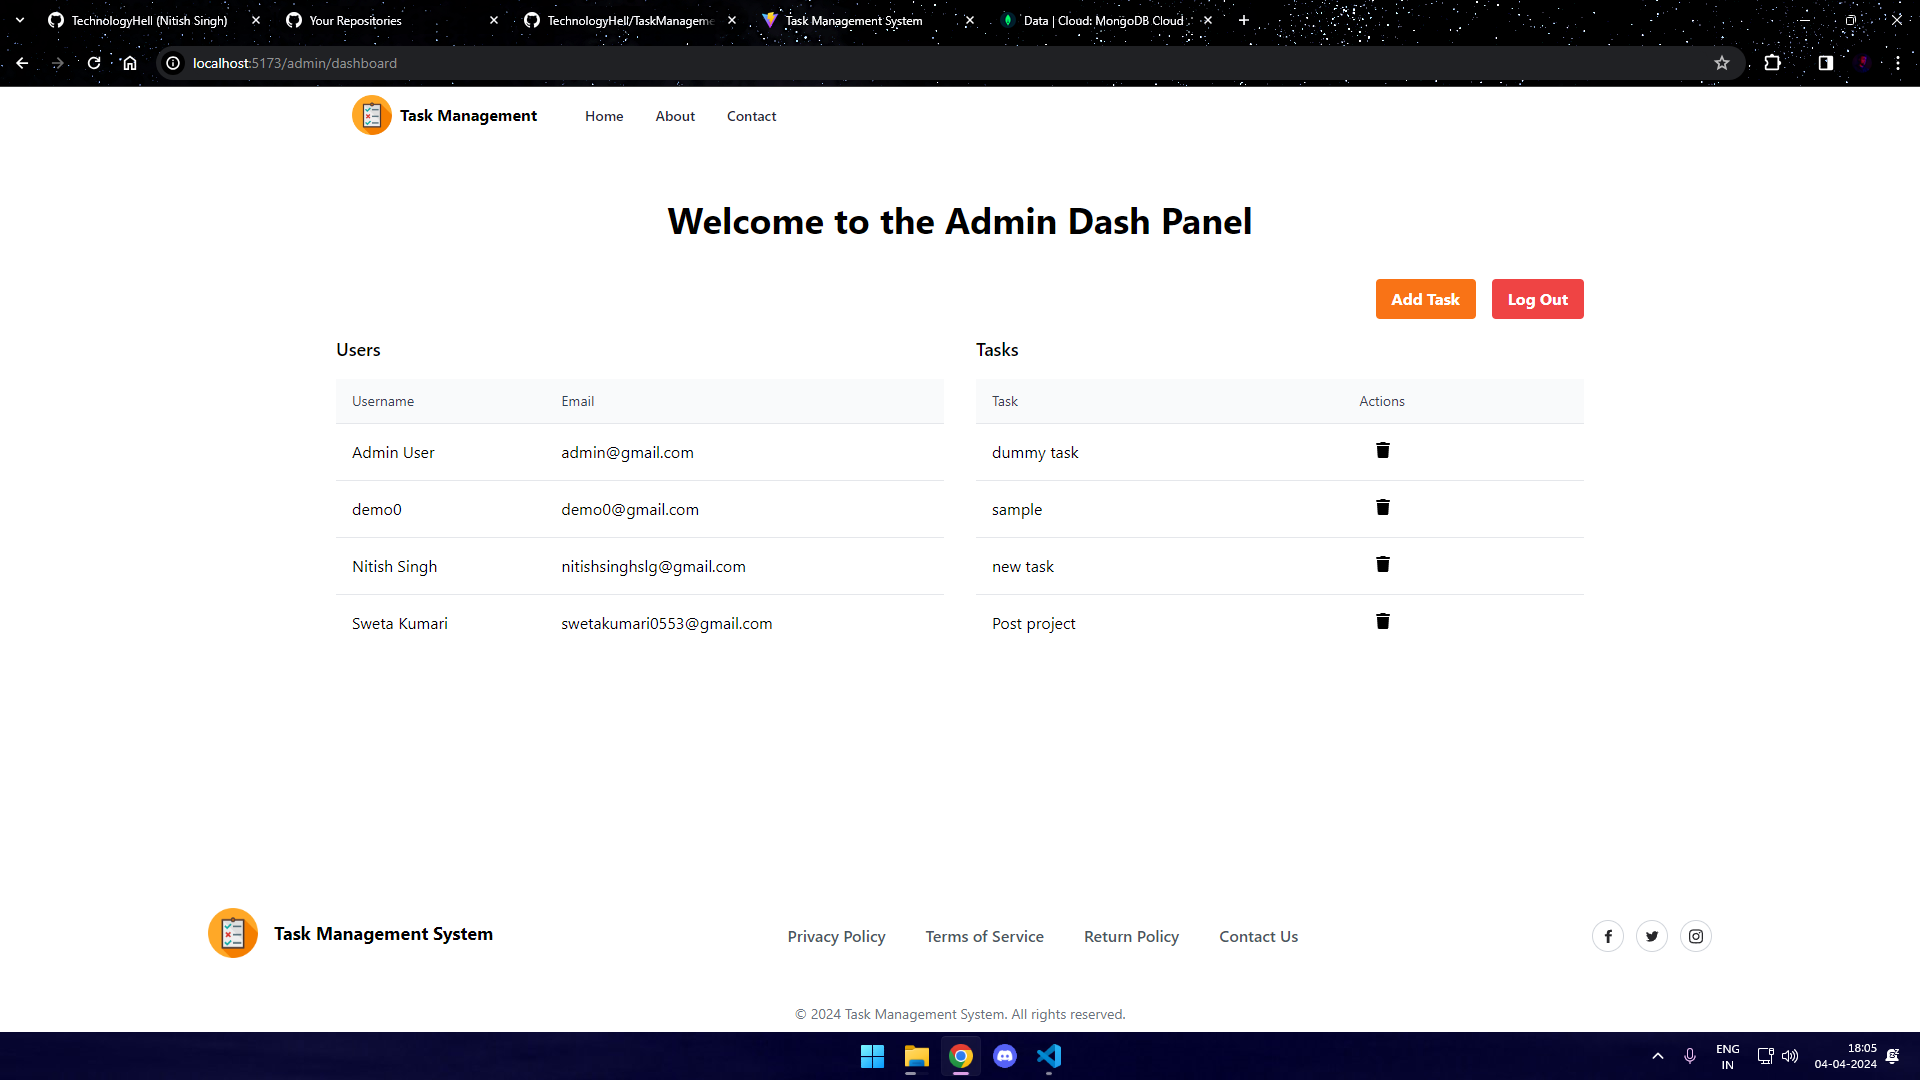 TechnologyHell (Nitish Singh)
Your Repositories
TechnologyHell/TaskManageme
Task Management System
Data | Cloud: MongoDB Cloud
localhost:5173/admin/dashboard
Task Management
Home
About
Contact
Welcome to the Admin Dash Panel
Add Task
Log Out
Users
Username Email
Admin User admin@gmail.com
demo0 demo0@gmail.com
Nitish Singh nitishsinghslg@gmail.com
Sweta Kumari swetakumari0553@gmail.com
Tasks
Task Actions
dummy task
sample
new task
Post project
Task Management System
Privacy Policy
Terms of Service
Return Policy
Contact Us
© 2024 Task Management System. All rights reserved.
ENG
IN
18:05
04-04-2024